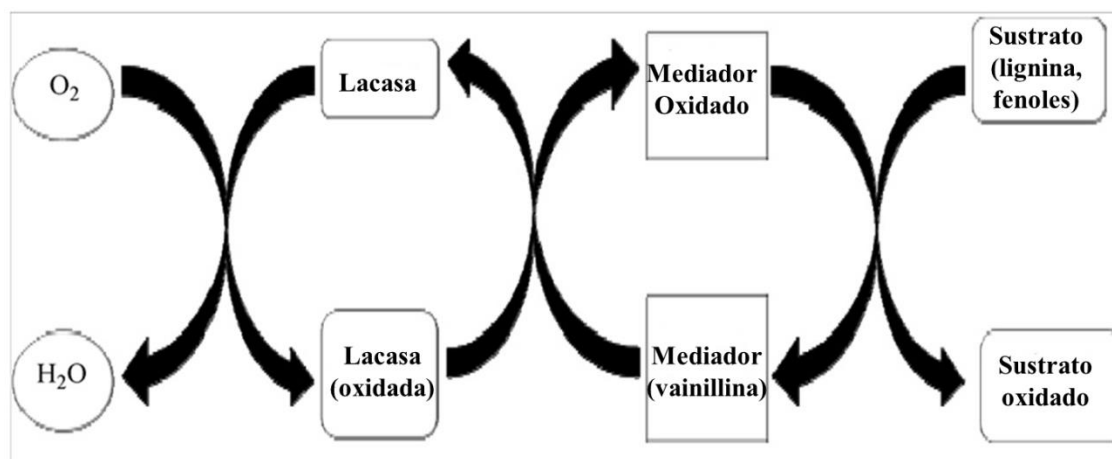 O₂
Lacasa
Mediador
Oxidado
Sustrato
(lignina,
fenoles)
H₂O
Lacasa
(oxidada)
Mediador
(vainillina)
Sustrato
oxidado